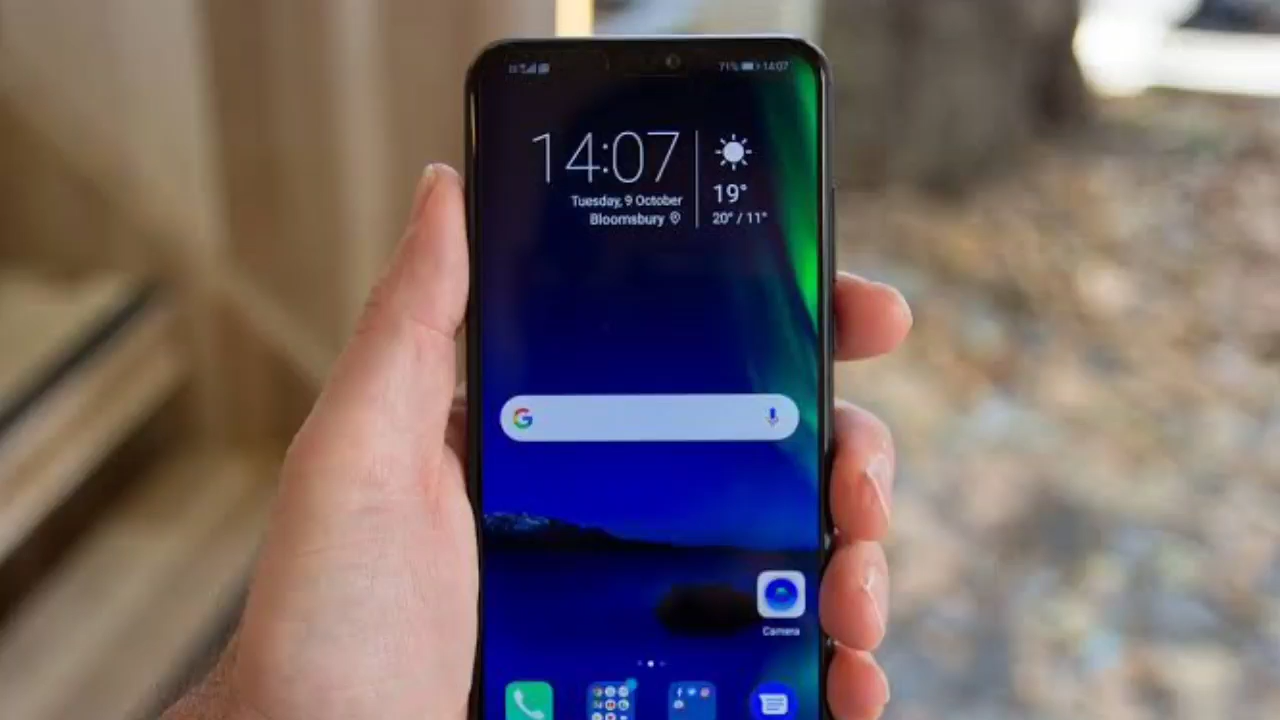 71% 14:07
14:07
Tuesday, 9 October
Bloomsbury
19°
20° / 11°
G
Camera